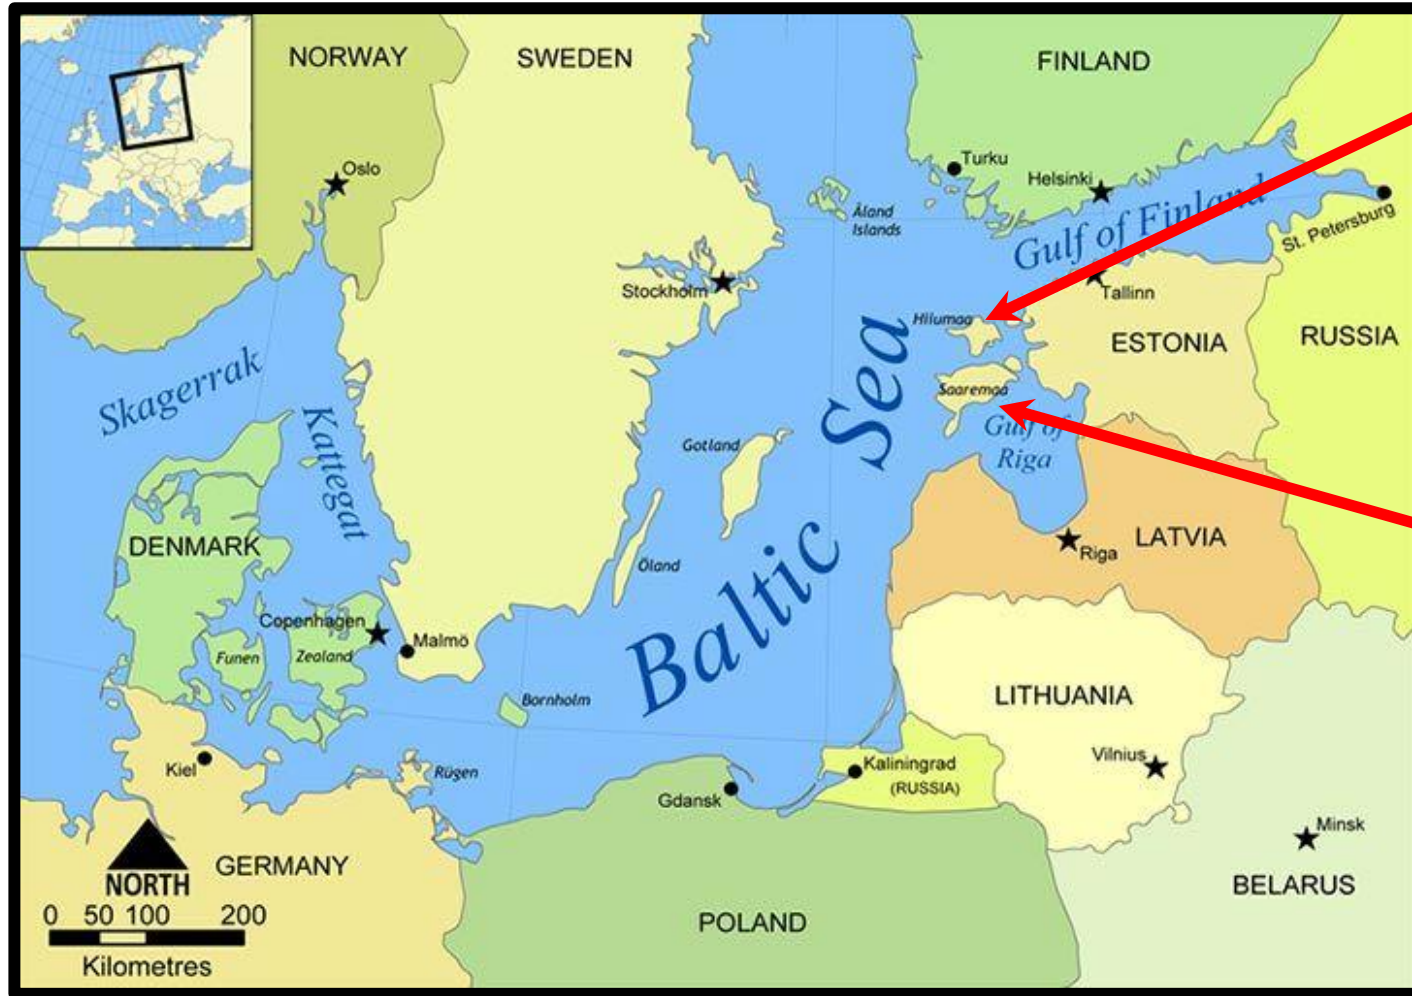 NORWAY
SWEDEN
FINLAND
Oslo
Turku
Helsinki
Åland
Islands
Gulf of Finland
St. Petersburg
Stockholm
Tallinn
Hilumaa
ESTONIA
RUSSIA
Skagerrak
Kattegat
Saaremaa
Gulf of
Riga
Gotland
Baltic Sea
DENMARK
Öland
Riga
LATVIA
Copenhagen
Malmö
Funen
Zealand
Bornholm
LITHUANIA
Kiel
Rügen
Gdansk
Kaliningrad
(RUSSIA)
Vilnius
Minsk
GERMANY
NORTH
BELARUS
0 50 100 200
Kilometres
POLAND